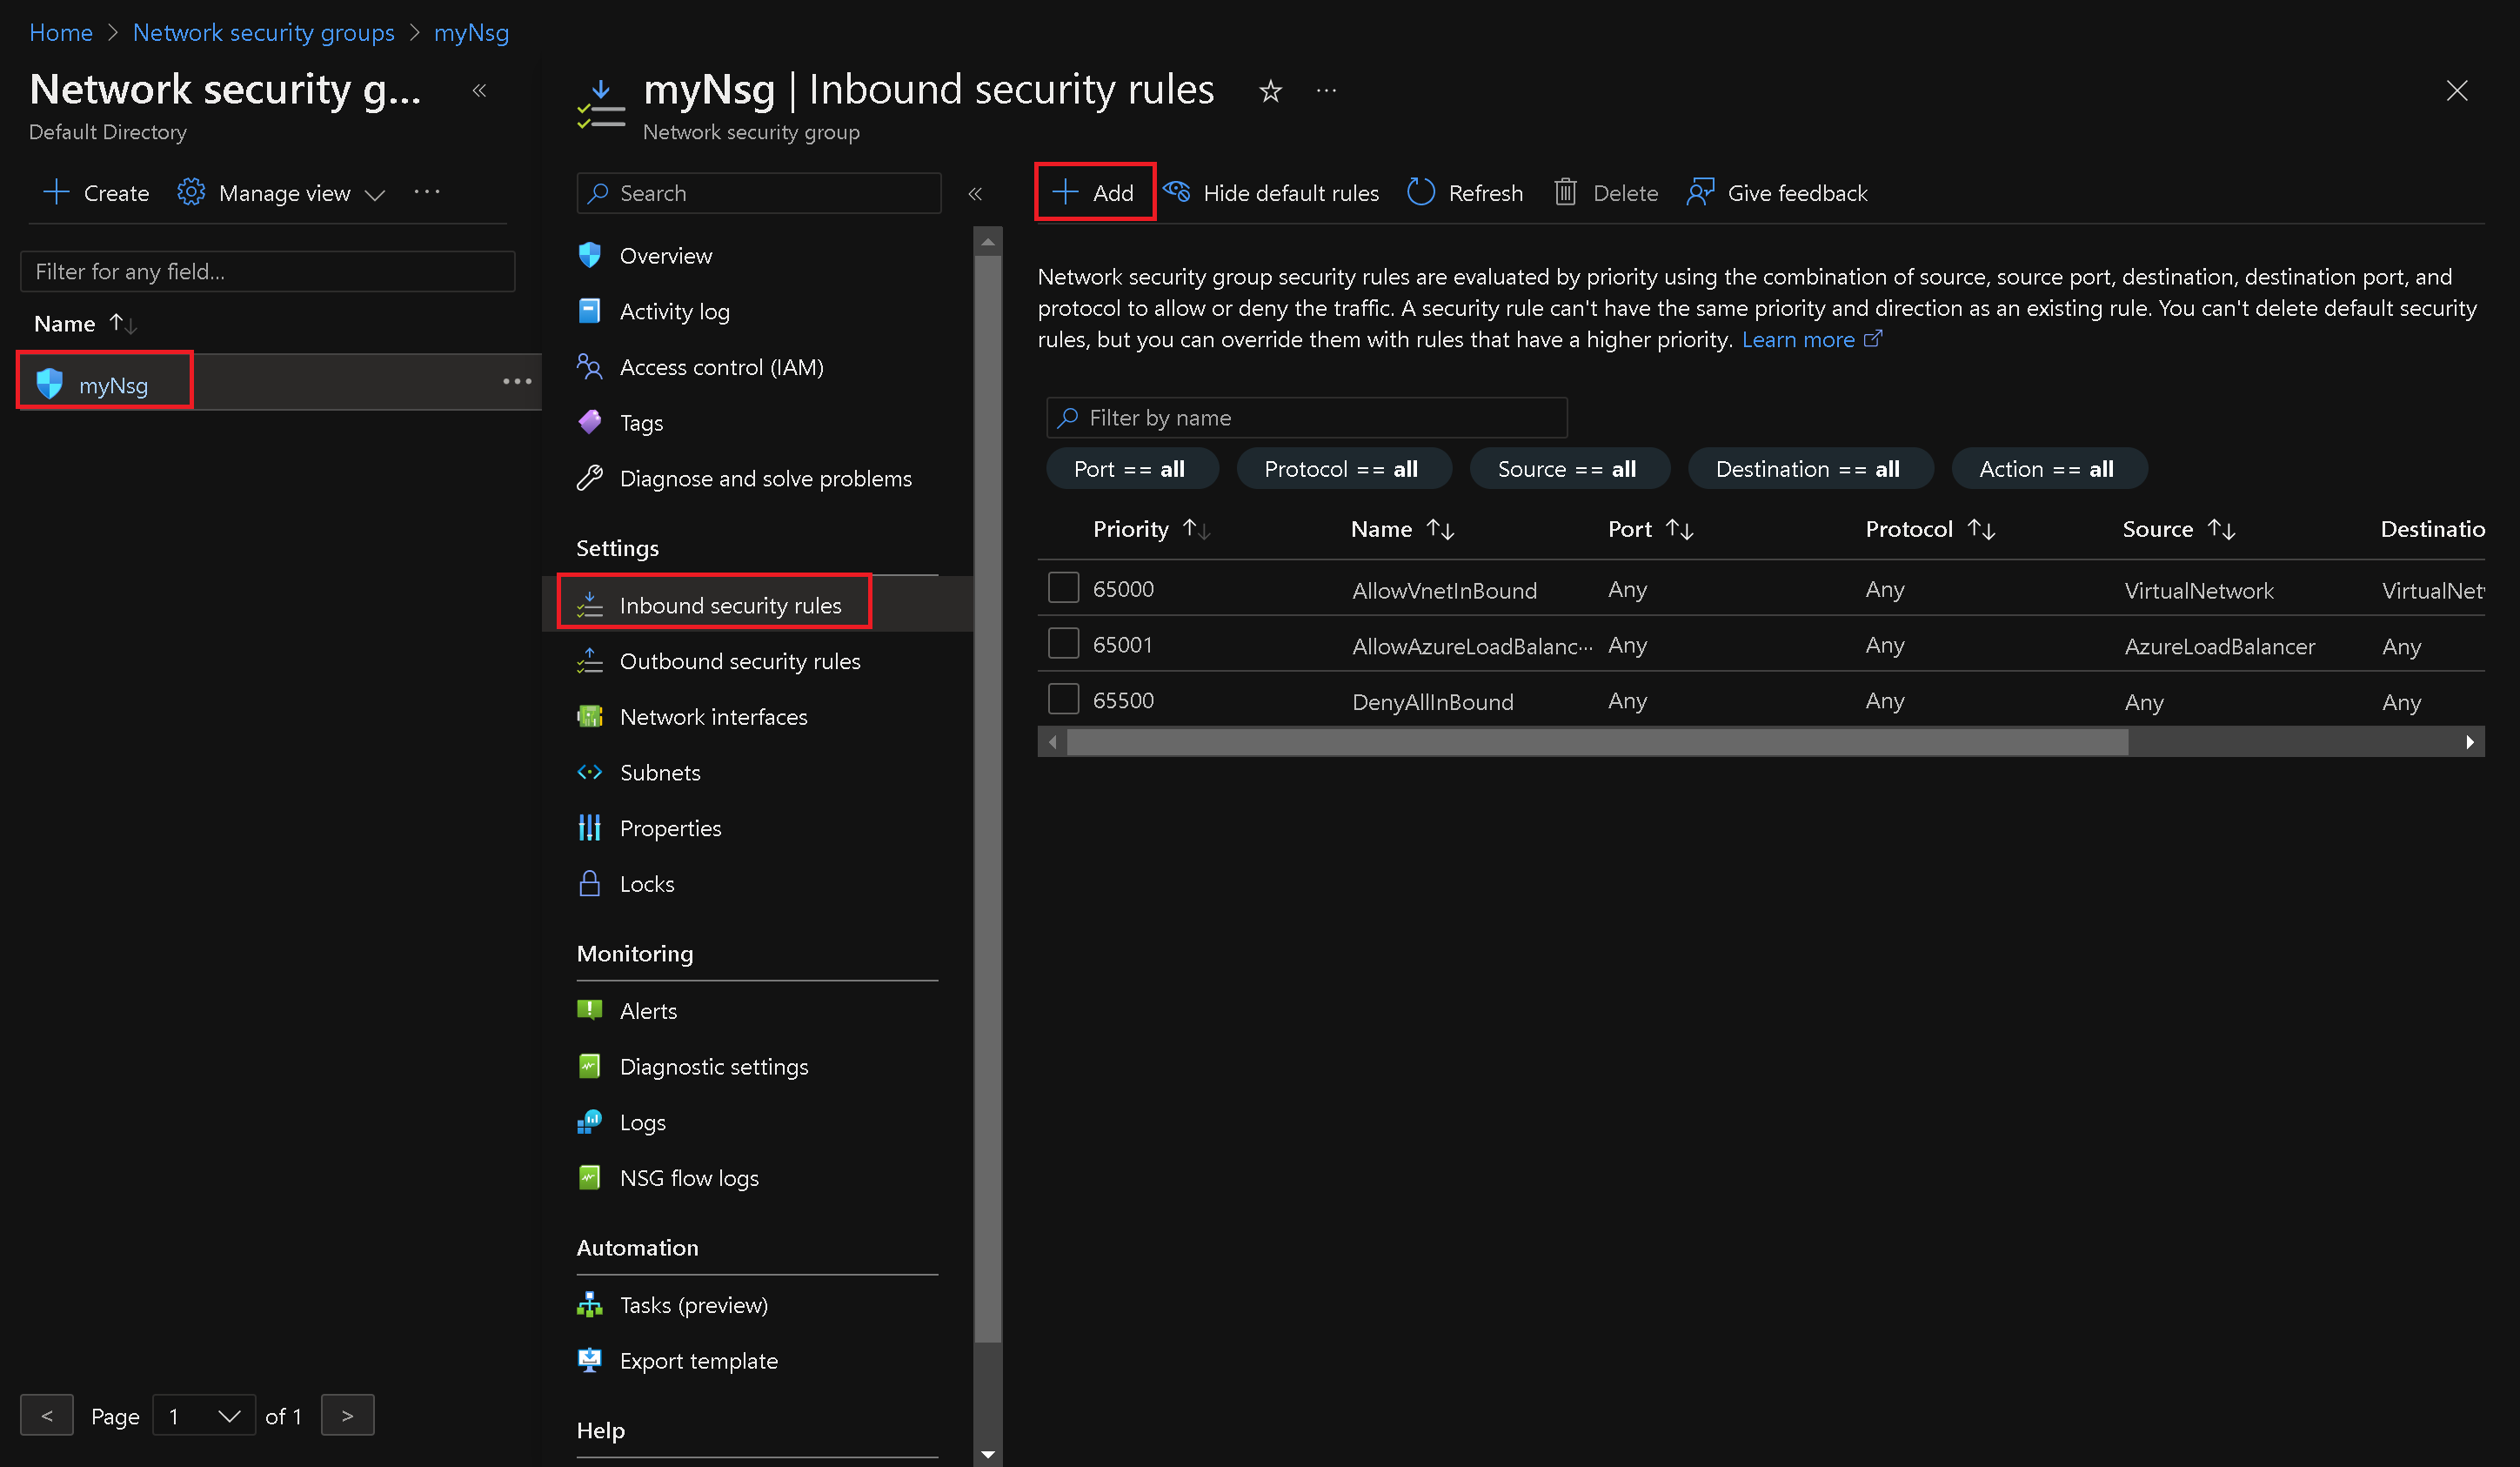 Home > Network security groups > myNsg
Network security g... «
Default Directory
+ Create Manage view ...
Filter for any field...
Name ↑↓
myNsg ...
< Page 1 of 1 >
myNsg | Inbound security rules ...
Network security group
Search «
Overview
Activity log
Access control (IAM)
Tags
Diagnose and solve problems
Settings
Inbound security rules
Outbound security rules
Network interfaces
Subnets
Properties
Locks
Monitoring
Alerts
Diagnostic settings
Logs
NSG flow logs
Automation
Tasks (preview)
Export template
Help
+ Add Hide default rules Refresh Delete Give feedback
Network security group security rules are evaluated by priority using the combination of source, source port, destination, destination port, and
protocol to allow or deny the traffic. A security rule can't have the same priority and direction as an existing rule. You can't delete default security
rules, but you can override them with rules that have a higher priority. Learn more
Filter by name
Port == all Protocol == all Source == all Destination == all Action == all
Priority ↑↓ Name ↑↓ Port ↑↓ Protocol ↑↓ Source ↑↓ Destinatio
65000 AllowVnetInBound Any Any VirtualNetwork VirtualNet
65001 AllowAzureLoadBalanc... Any Any AzureLoadBalancer Any
65500 DenyAllInBound Any Any Any Any